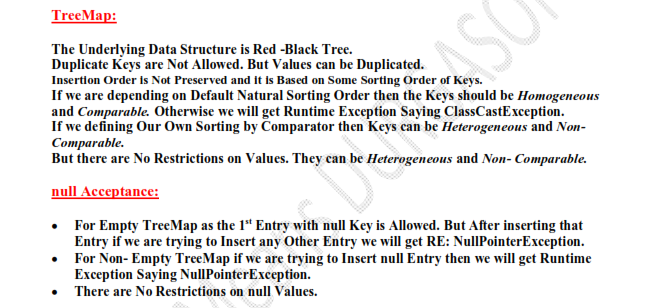 TreeMap:
The Underlying Data Structure is Red -Black Tree.
Duplicate Keys are Not Allowed. But Values can be Duplicated.
Insertion Order is Not Preserved and it is Based on Some Sorting Order of Keys.
If we are depending on Default Natural Sorting Order then the Keys should be Homogeneous
and Comparable. Otherwise we will get Runtime Exception Saying ClassCastException.
If we defining Our Own Sorting by Comparator then Keys can be Heterogeneous and Non-
Comparable.
But there are No Restrictions on Values. They can be Heterogeneous and Non- Comparable.
null Acceptance:
• For Empty TreeMap as the 1st Entry with null Key is Allowed. But After inserting that
Entry if we are trying to Insert any Other Entry we will get RE: NullPointerException.
• For Non- Empty TreeMap if we are trying to Insert null Entry then we will get Runtime
Exception Saying NullPointerException.
• There are No Restrictions on null Values.